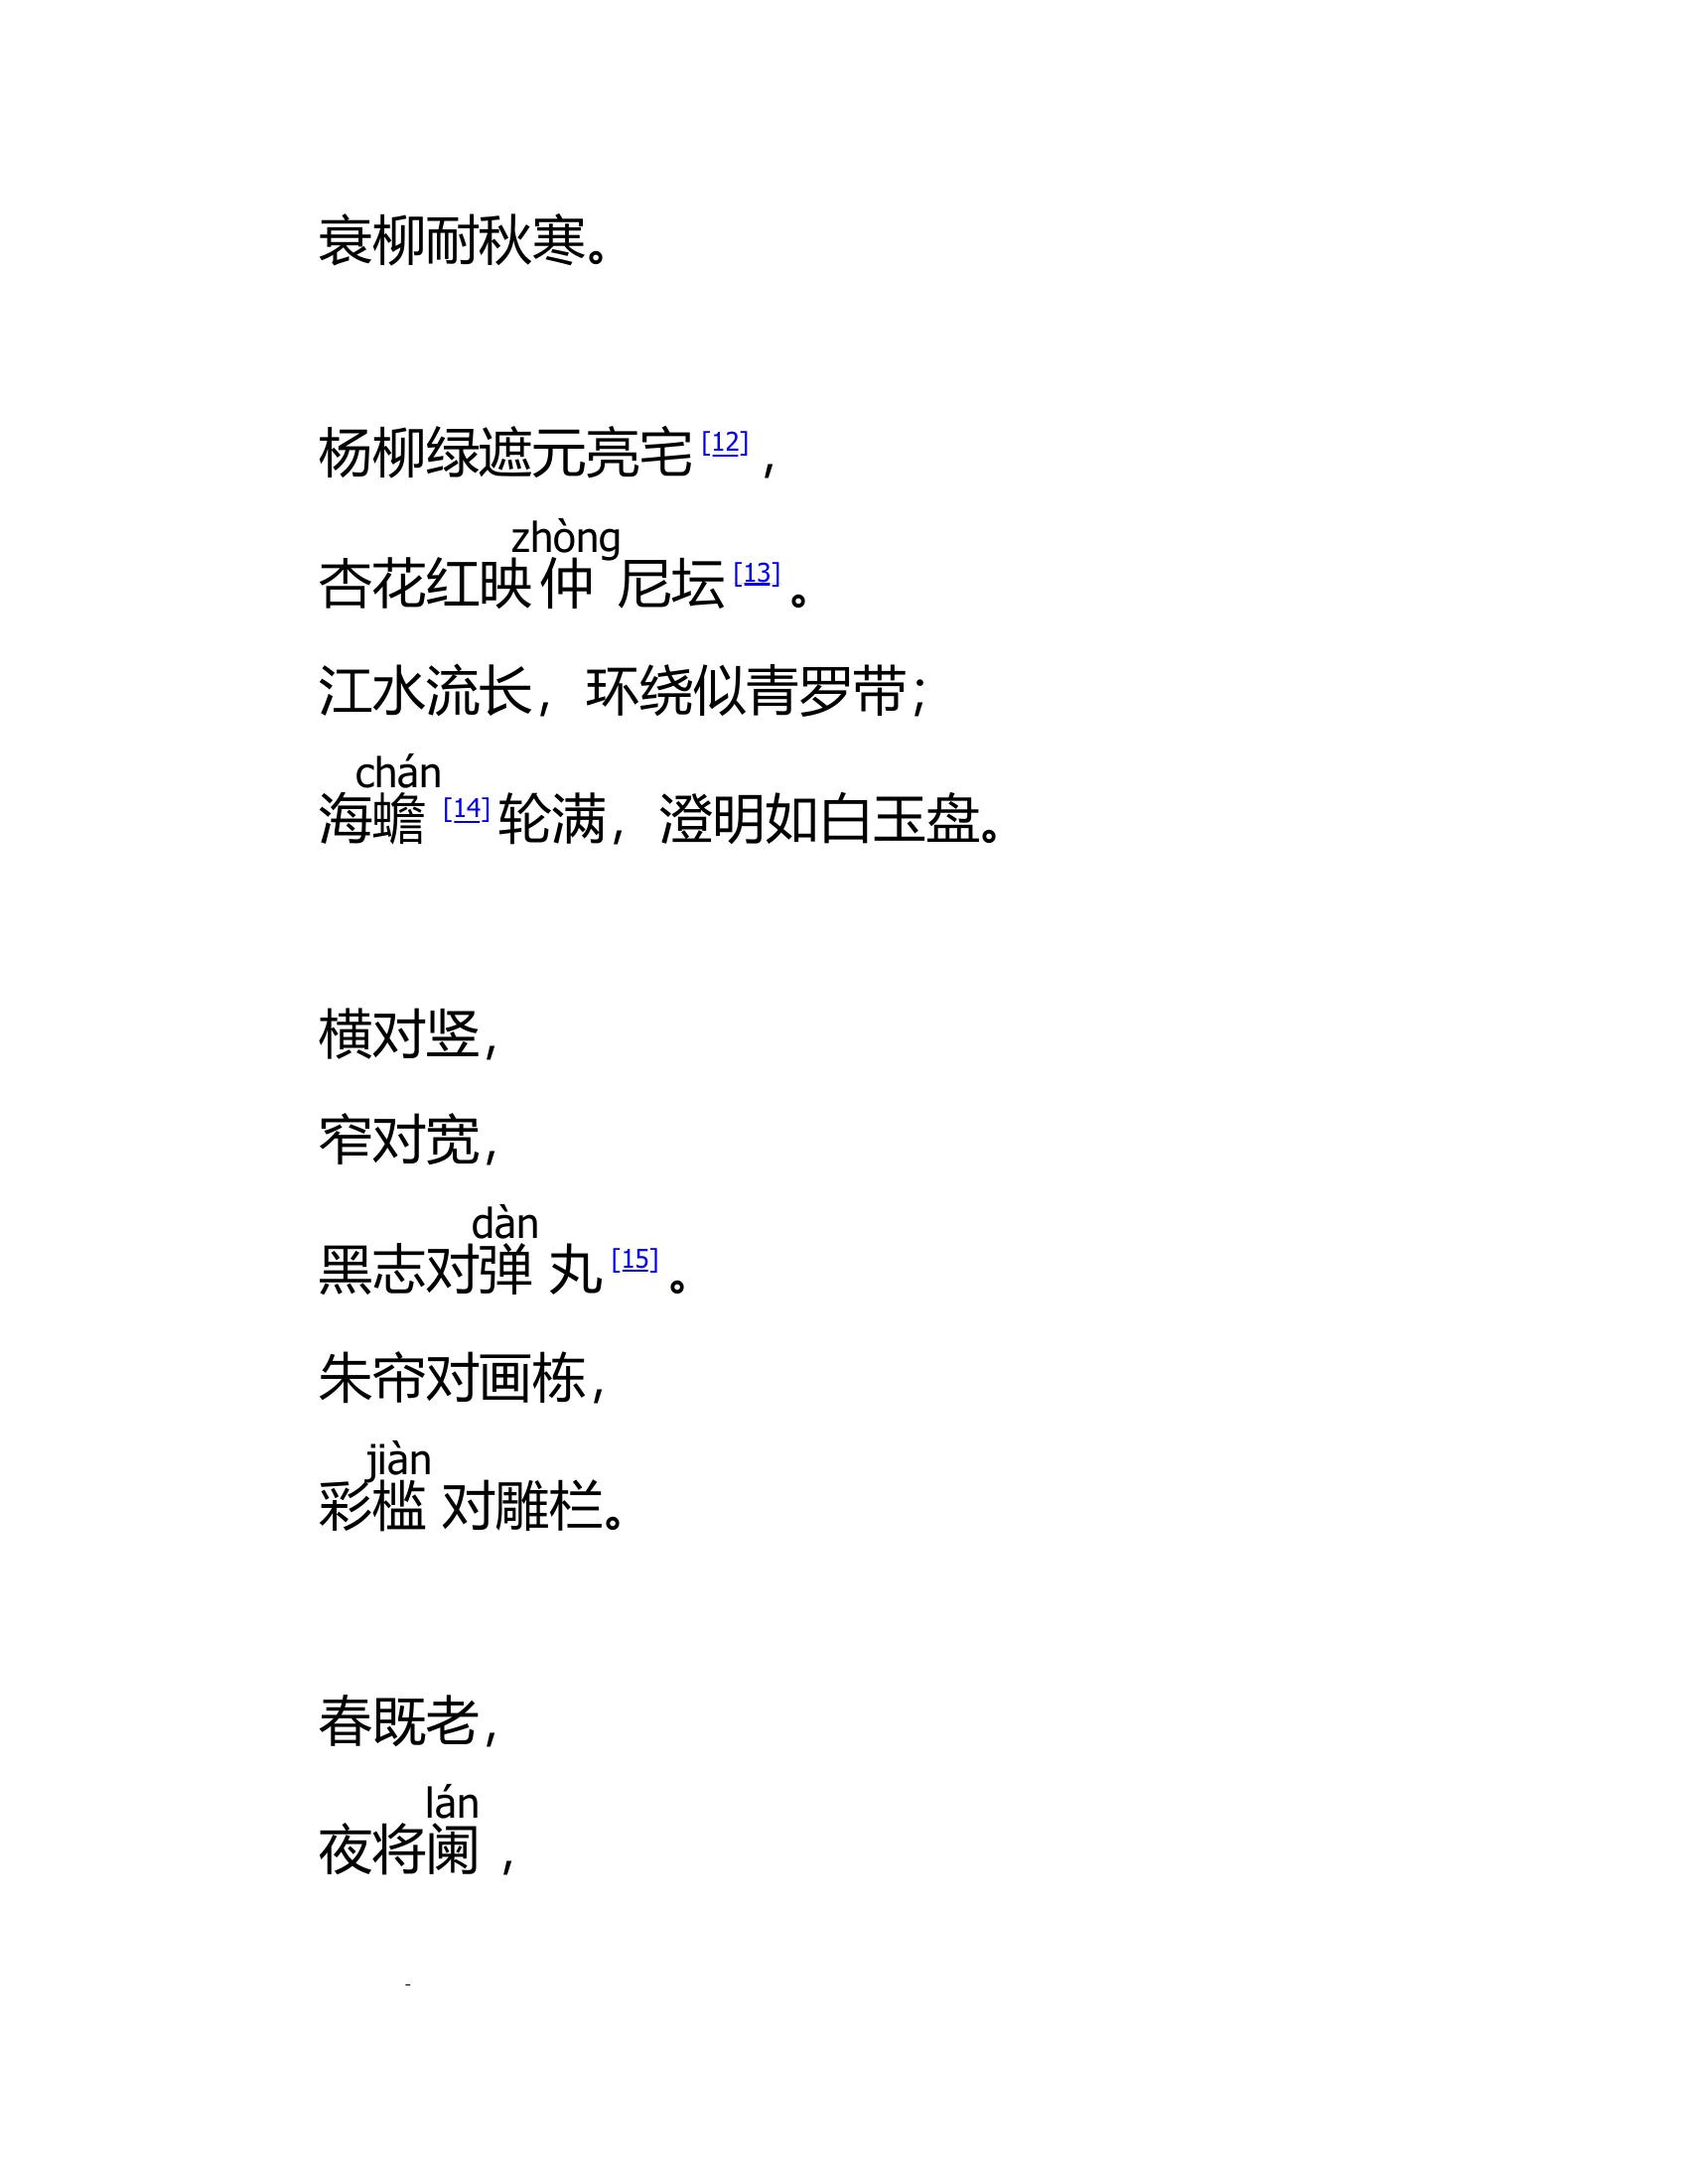 衰柳耐秋寒。
杨柳绿遮元亮宅[12]，
zhòng
杏花红映仲尼坛[13]。
江水流长，环绕似青罗带；
chán
海蟾[14]轮满，澄明如白玉盘。
横对竖，
窄对宽，
dàn
黑志对弹丸[15]。
朱帘对画栋，
jiàn
彩槛对雕栏。
春既老，
lán
夜将阑，